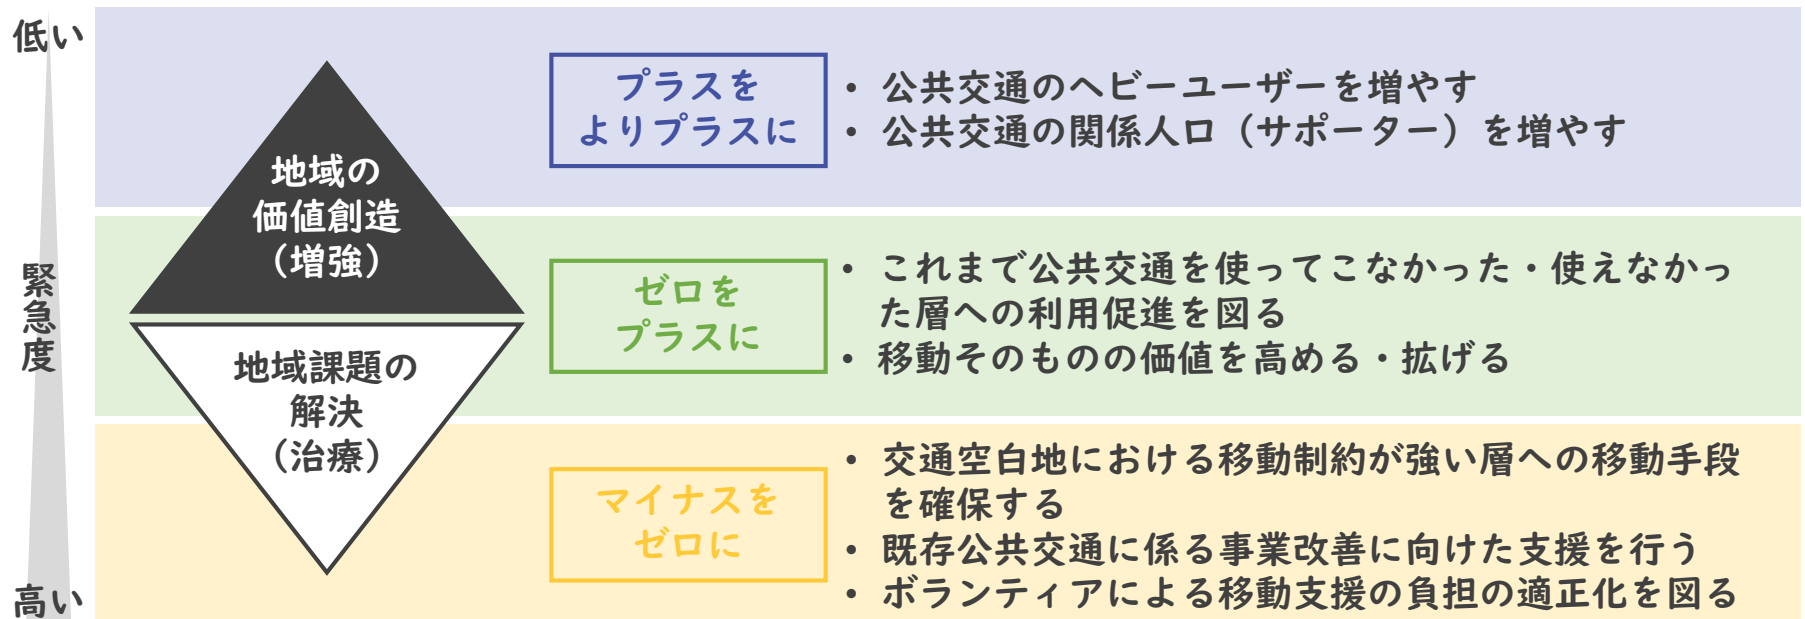 低い
緊急度
高い
地域の
価値創造
（増強）
地域課題の
解決
（治療）
プラスを
よりプラスに
• 公共交通のヘビーユーザーを増やす
• 公共交通の関係人口（サポーター）を増やす
ゼロを
プラスに
• これまで公共交通を使ってこなかった・使えなかっ
た層への利用促進を図る
• 移動そのものの価値を高める・拡げる
マイナスを
ゼロに
• 交通空白地における移動制約が強い層への移動手段
を確保する
• 既存公共交通に係る事業改善に向けた支援を行う
• ボランティアによる移動支援の負担の適正化を図る